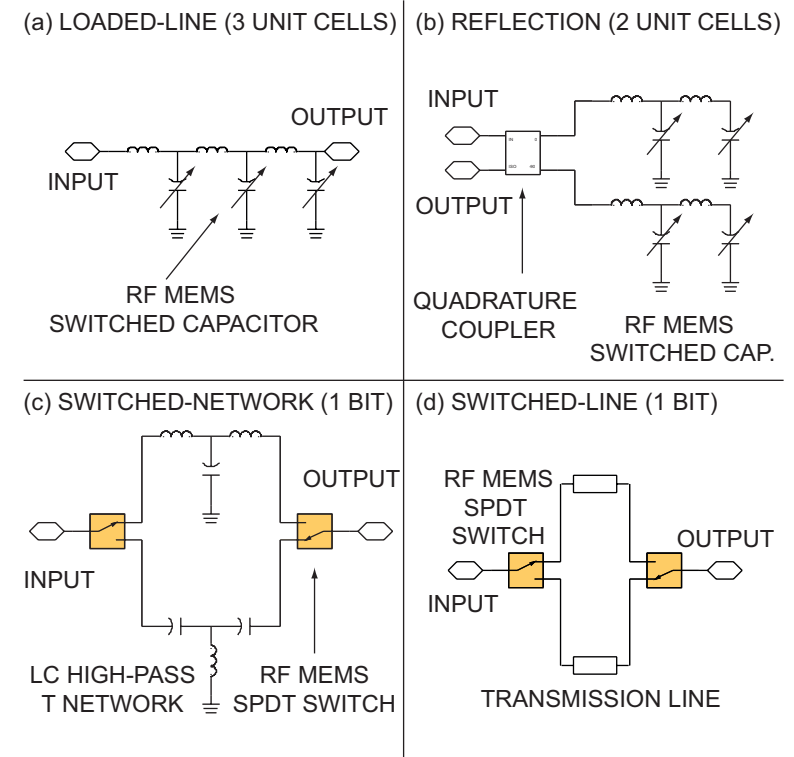 (a) LOADED-LINE (3 UNIT CELLS)
OUTPUT
INPUT
RF MEMS
SWITCHED CAPACITOR
(b) REFLECTION (2 UNIT CELLS)
INPUT
OUTPUT
QUADRATURE
COUPLER
RF MEMS
SWITCHED CAP.
(c) SWITCHED-NETWORK (1 BIT)
OUTPUT
INPUT
LC HIGH-PASS
T NETWORK
RF MEMS
SPDT SWITCH
(d) SWITCHED-LINE (1 BIT)
RF MEMS
SPDT
SWITCH
OUTPUT
INPUT
TRANSMISSION LINE